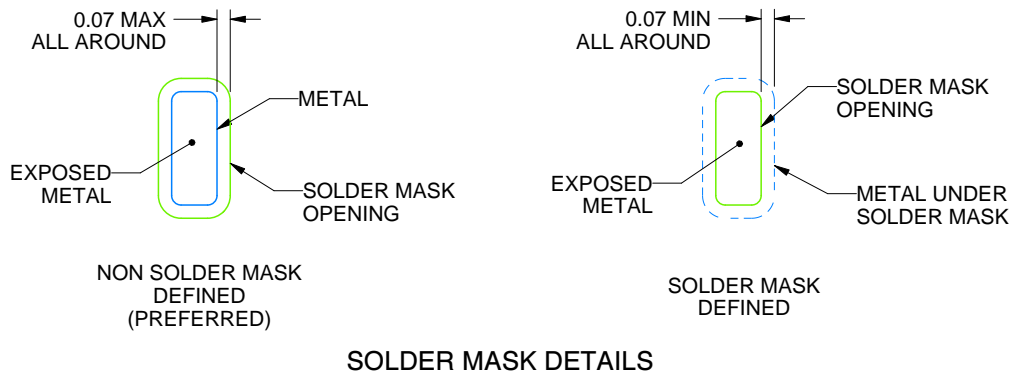 0.07 MAX
ALL AROUND
METAL
EXPOSED
METAL
SOLDER MASK
OPENING
NON SOLDER MASK
DEFINED
(PREFERRED)
0.07 MIN
ALL AROUND
SOLDER MASK
OPENING
EXPOSED
METAL
METAL UNDER
SOLDER MASK
SOLDER MASK
DEFINED
SOLDER MASK DETAILS